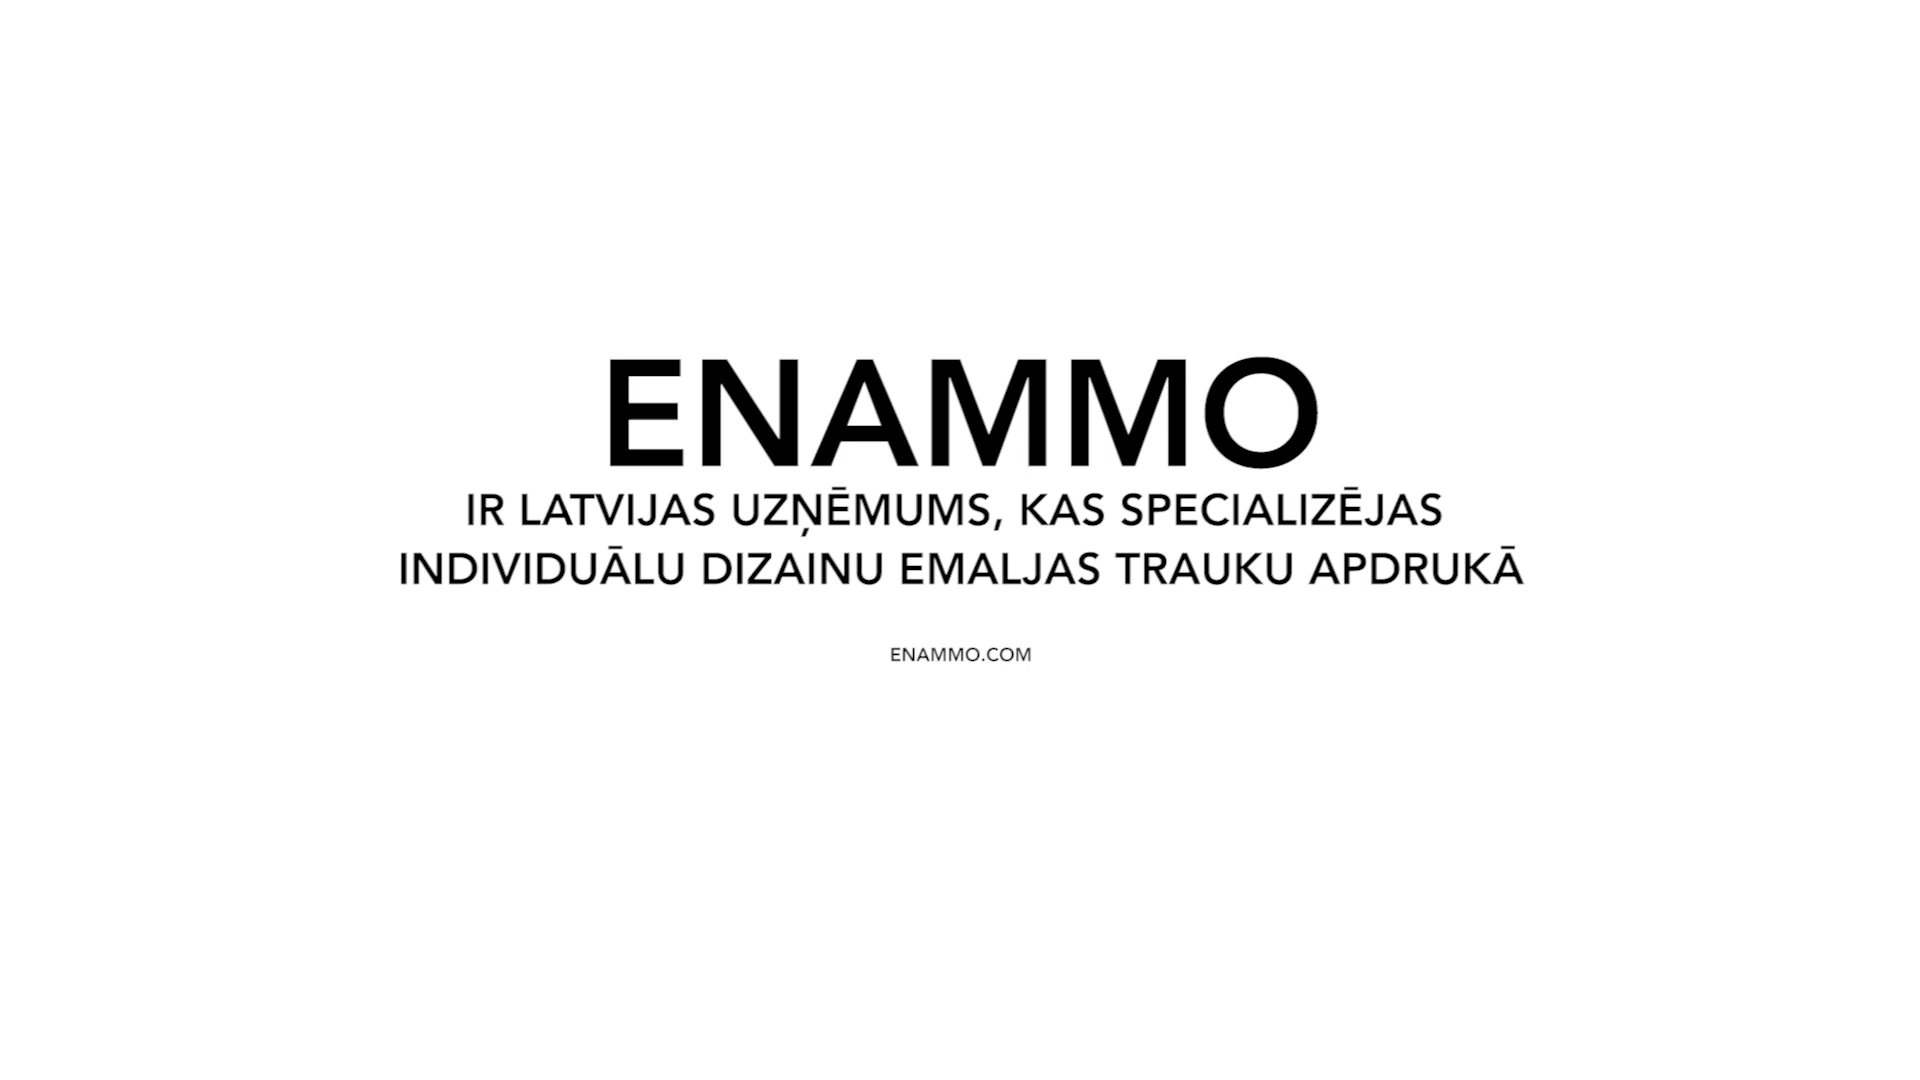 ENAMMO
IR LATVIJAS UZŅĒMUMS, KAS SPECIALIZĒJAS
INDIVIDUĀLU DIZAINU EMALJAS TRAUKU APDRUKĀ
ENAMMO.COM